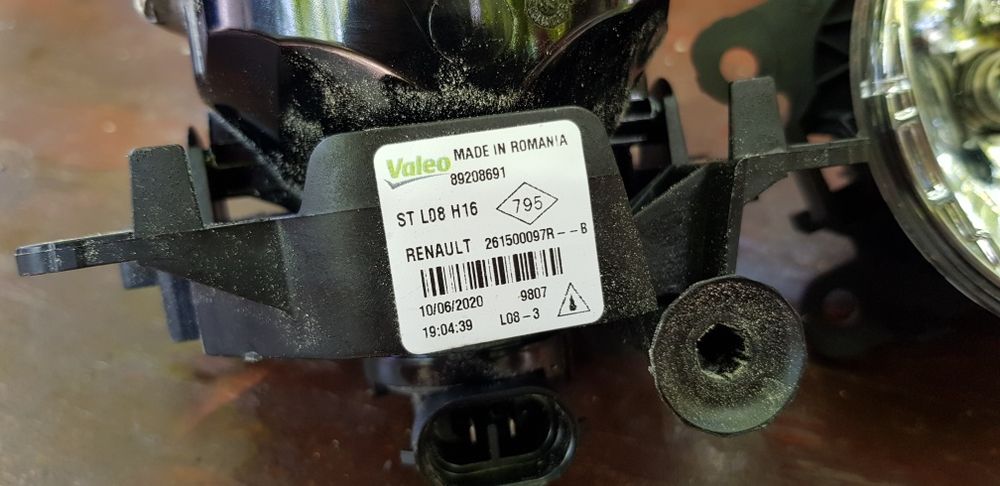 Valeo MADE IN ROMANIA
89208691
ST L08 H16 795
RENAULT 261500097R--B
10/06/2020 9807
19:04:39 L08-3